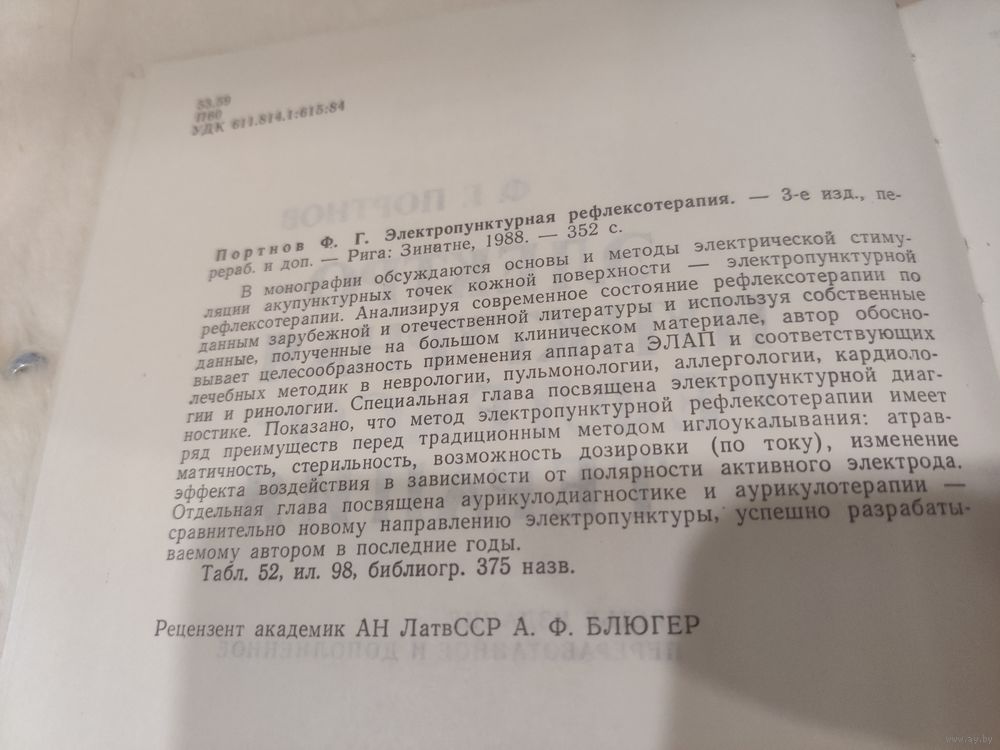 53.59
П60
УДК 611.814.1:615:84
Портнов Ф. Г. Электропунктурная рефлексотерапия. — 3-е изд., пе-
рераб. и доп. — Рига: Зинатне, 1988. — 352 с.
В монографии обсуждаются основы и методы электрической стиму-
ляции акупунктурных точек кожной поверхности — электропунктурной
рефлексотерапии. Анализируя современное состояние рефлексотерапии по
данным зарубежной и отечественной литературы и используя собственные
данные, полученные на большом клиническом материале, автор обосно-
вывает целесообразность применения аппарата ЭЛАП и соответствующих
лечебных методик в неврологии, пульмонологии, аллергологии, кардиоло-
гии и ринологии. Специальная глава посвящена электропунктурной диаг-
ностике. Показано, что метод электропунктурной рефлексотерапии имеет
ряд преимуществ перед традиционным методом иглоукалывания: атрав-
матичность, стерильность, возможность дозировки (по току), изменение
эффекта воздействия в зависимости от полярности активного электрода.
Отдельная глава посвящена аурикулодиагностике и аурикулотерапии —
сравнительно новому направлению электропунктуры, успешно разрабаты-
ваемому автором в последние годы.
Табл. 52, ил. 98, библиогр. 375 назв.
Рецензент академик АН ЛатвССР А. Ф. БЛЮГЕР
www.ay.by